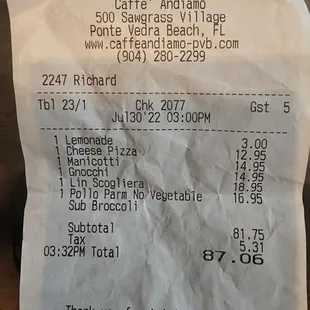 Caffe' Andiamo
500 Sawgrass Village
Ponte Vedra Beach, FL
www.caffeandiamo-pvb.com
(904) 280-2299
2247 Richard
Tbl 23/1 Chk 2077 Gst 5
Jul30'22 03:00PM
1 Lemonade 3.00
1 Cheese Pizza 12.95
1 Manicotti 14.95
1 Gnocchi 14.95
1 Lin Scogliera 18.95
1 Pollo Parm No Vegetable 16.95
Sub Broccoli
Subtotal 81.75
Tax 5.31
03:32PM Total 87.06